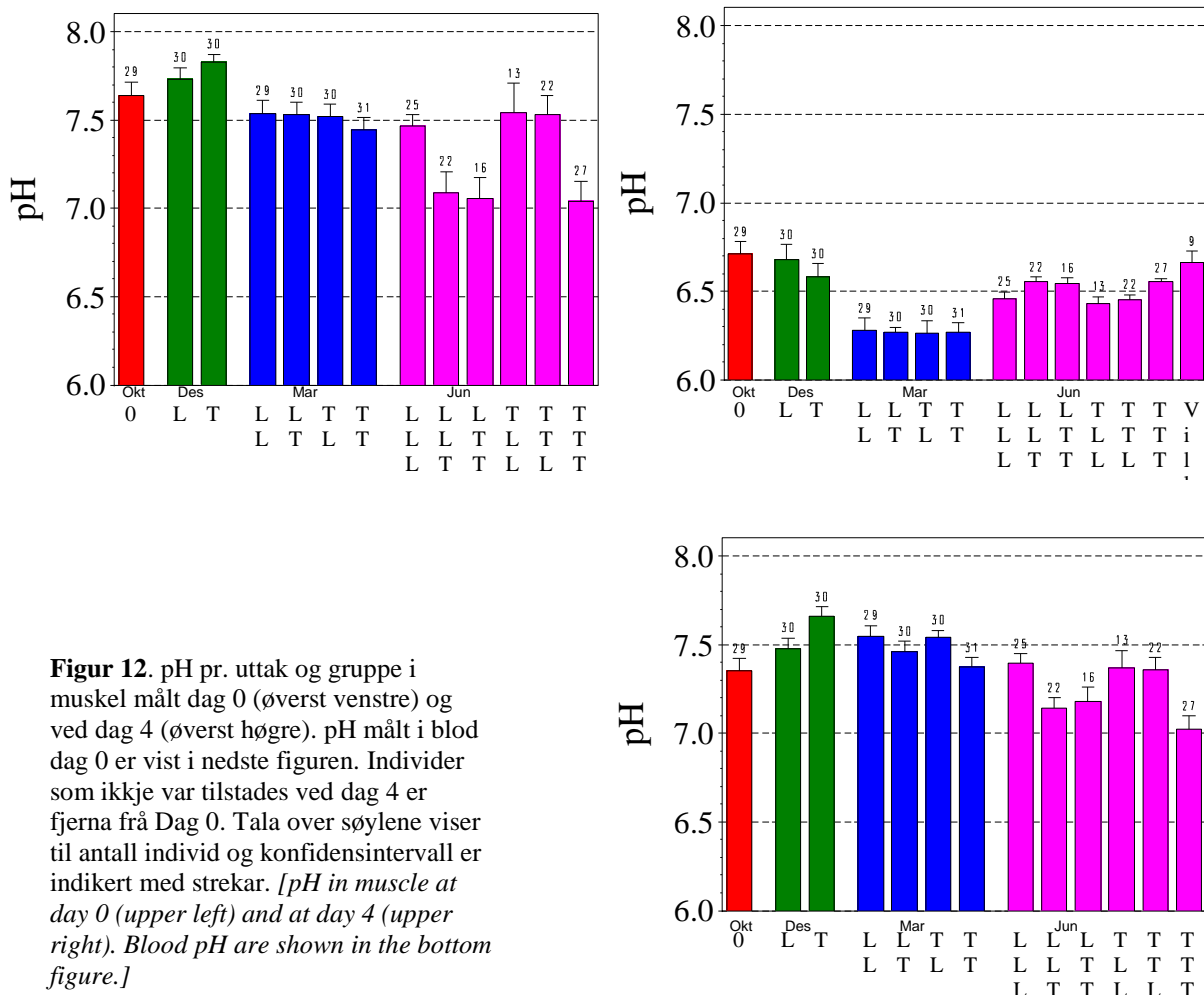 8.0
7.5
7.0
6.5
6.0
pH
29 30 30 29 30 30 31 25 22 16 13 22 27
Okt Des Mar Jun
0 L T L L T T L L L T T T
L T L T L L T L T T
L T T L L T
8.0
7.5
7.0
6.5
6.0
pH
29 30 30 29 30 30 31 25 22 16 13 22 27 9
Okt Des Mar Jun
0 L T L L T T L L L T T T V
L T L T L L T L T T i
L T T L L T l
8.0
7.5
7.0
6.5
6.0
pH
29 30 30 29 30 30 31 25 22 16 13 22 27
Okt Des Mar Jun
0 L T L L T T L L L T T T
L T L T L L T L T T
L T T L L T
Figur 12. pH pr. uttak og gruppe i
muskel målt dag 0 (øverst venstre) og
ved dag 4 (øverst høgre). pH målt i blod
dag 0 er vist i nedste figuren. Individer
som ikkje var tilstades ved dag 4 er
fjerna frå Dag 0. Tala over søylene viser
til antall individ og konfidensintervall er
indikert med strekar. [pH in muscle at
day 0 (upper left) and at day 4 (upper
right). Blood pH are shown in the bottom
figure.]